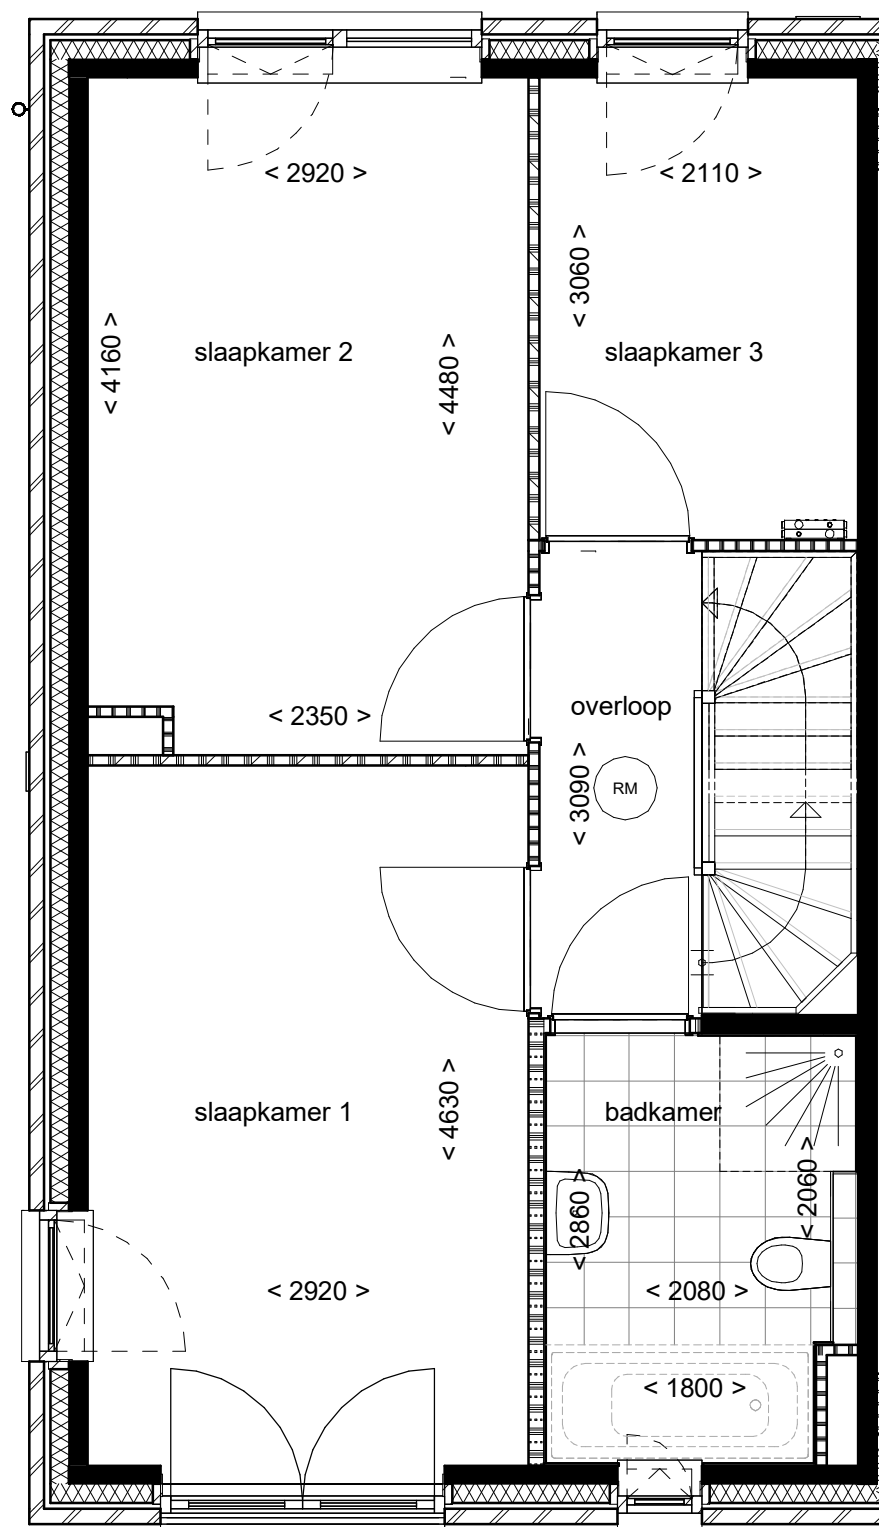 < 2920 >
< 2110 >
< 3060 >
< 4160 >
slaapkamer 2
< 4480 >
slaapkamer 3
< 2350 >
overloop
< 3090 >
RM
slaapkamer 1
< 4630 >
badkamer
< 2060 >
< 2860 >
< 2920 >
< 2080 >
< 1800 >